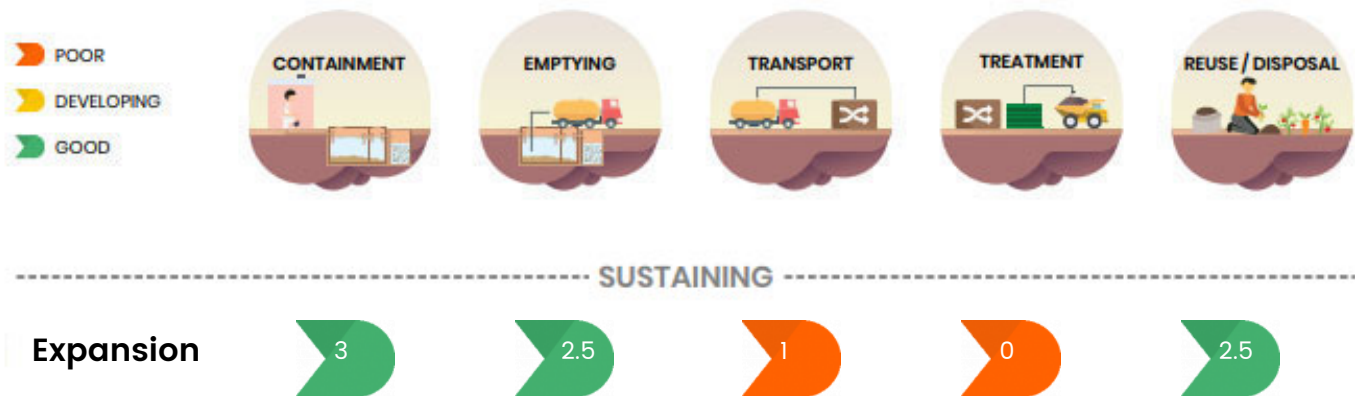 POOR
DEVELOPING
GOOD
CONTAINMENT
EMPTYING
TRANSPORT
TREATMENT
REUSE / DISPOSAL
SUSTAINING
Expansion 3 2.5 1 0 2.5